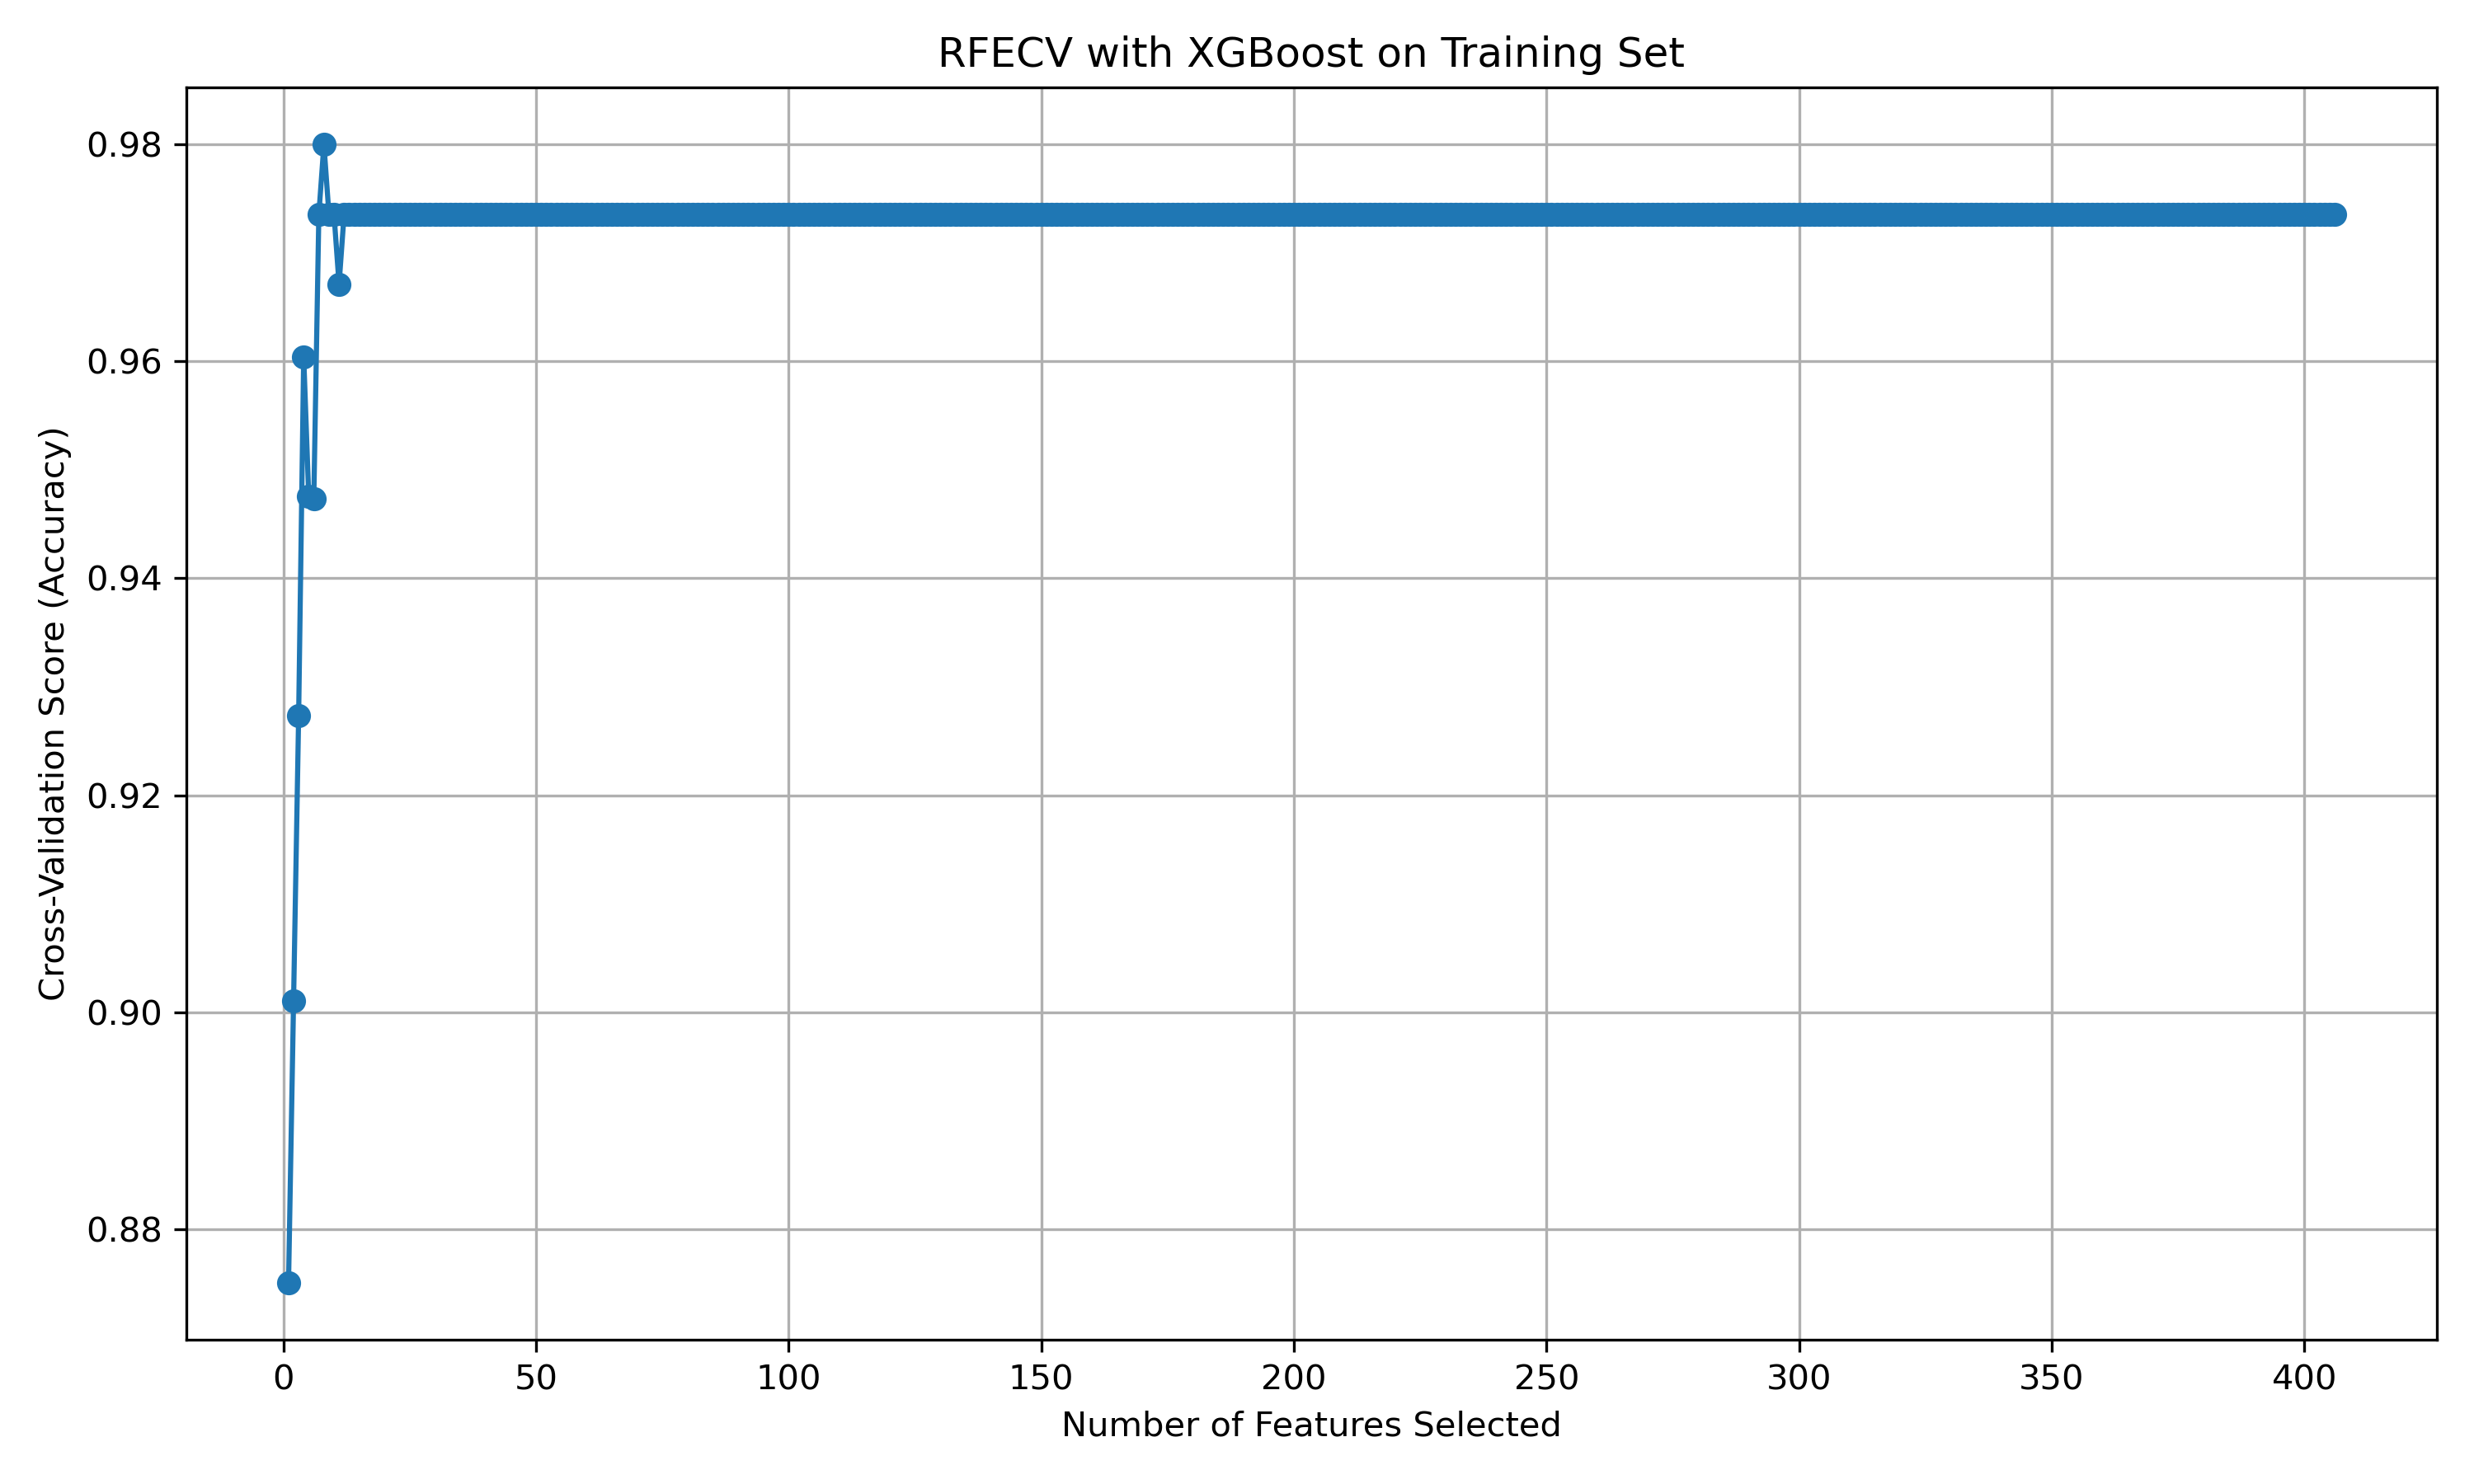 RFECV with XGBoost on Training Set
Cross-Validation Score (Accuracy)
0.98
0.96
0.94
0.92
0.90
0.88
0 50 100 150 200 250 300 350 400
Number of Features Selected